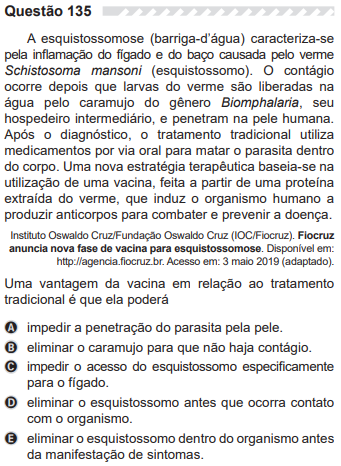 Questão 135
A esquistossomose (barriga-d'água) caracteriza-se
pela inflamação do fígado e do baço causada pelo verme
Schistosoma mansoni (esquistossomo). O contágio
ocorre depois que larvas do verme são liberadas na
água pelo caramujo do gênero Biomphalaria, seu
hospedeiro intermediário, e penetram na pele humana.
Após o diagnóstico, o tratamento tradicional utiliza
medicamentos por via oral para matar o parasita dentro
do corpo. Uma nova estratégia terapêutica baseia-se na
utilização de uma vacina, feita a partir de uma proteína
extraída do verme, que induz o organismo humano a
produzir anticorpos para combater e prevenir a doença.
Instituto Oswaldo Cruz/Fundação Oswaldo Cruz (IOC/Fiocruz). Fiocruz
anuncia nova fase de vacina para esquistossomose. Disponível em:
http://agencia.fiocruz.br. Acesso em: 3 maio 2019 (adaptado).
Uma vantagem da vacina em relação ao tratamento
tradicional é que ela poderá
A impedir a penetração do parasita pela pele.
B eliminar o caramujo para que não haja contágio.
C impedir o acesso do esquistossomo especificamente
para o fígado.
D eliminar o esquistossomo antes que ocorra contato
com o organismo.
E eliminar o esquistossomo dentro do organismo antes
da manifestação de sintomas.